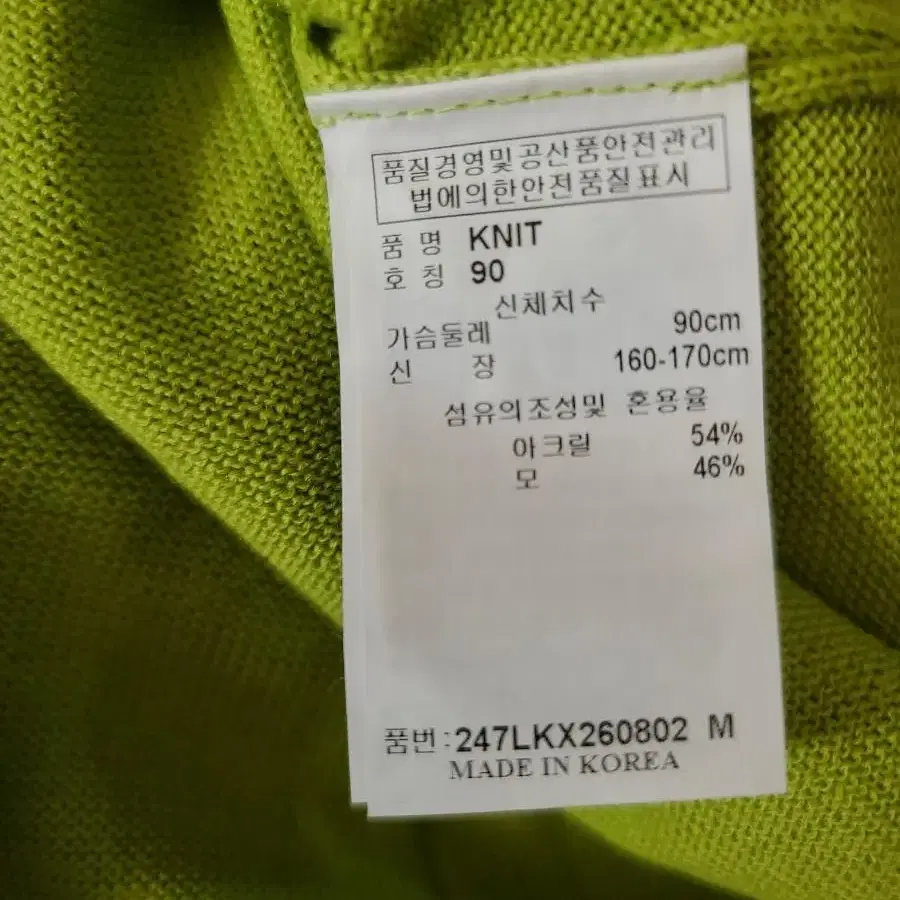 품질경영및공산품안전관리
법에의한안전품질표시
품 명 KNIT
호 칭 90
신체치수
가슴둘레 90cm
신 장 160-170cm
섬유의조성및 혼용율
아크릴 54%
모 46%
품번:247LKX260802 M
MADE IN KOREA